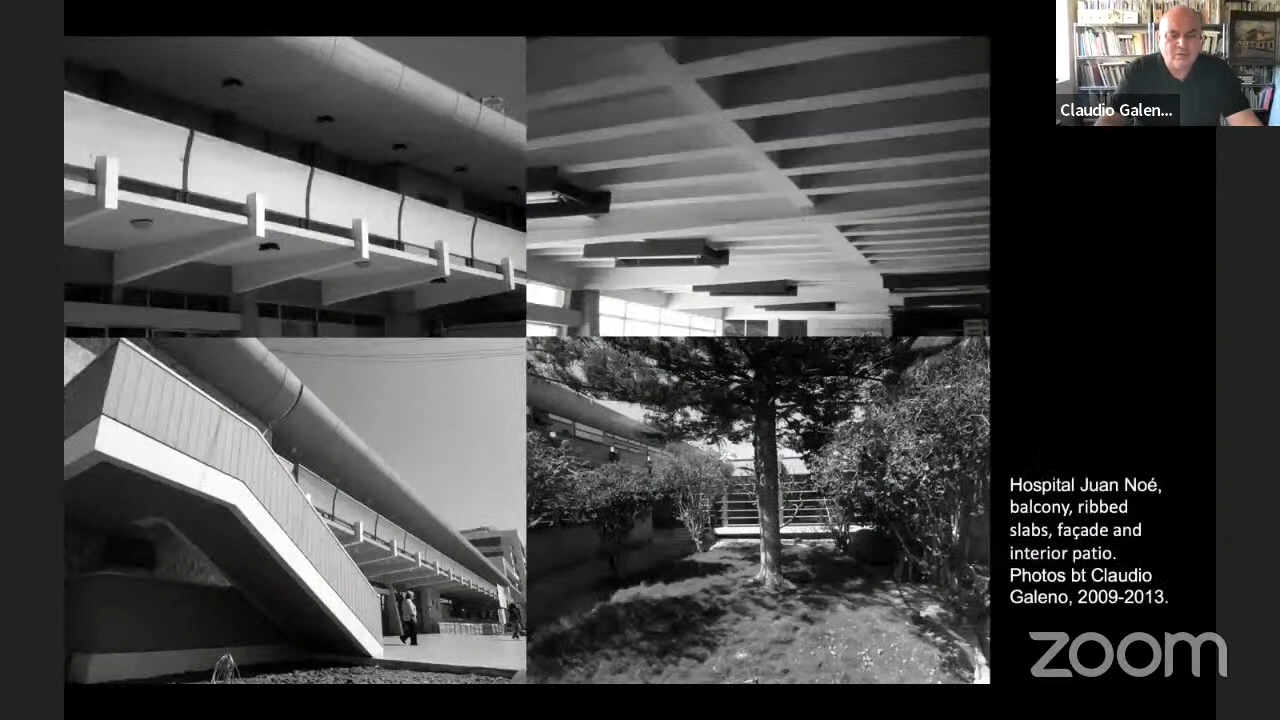 Claudio Galen...
Hospital Juan Noé,
balcony, ribbed
slabs, façade and
interior patio.
Photos bt Claudio
Galeno, 2009-2013.
zoom